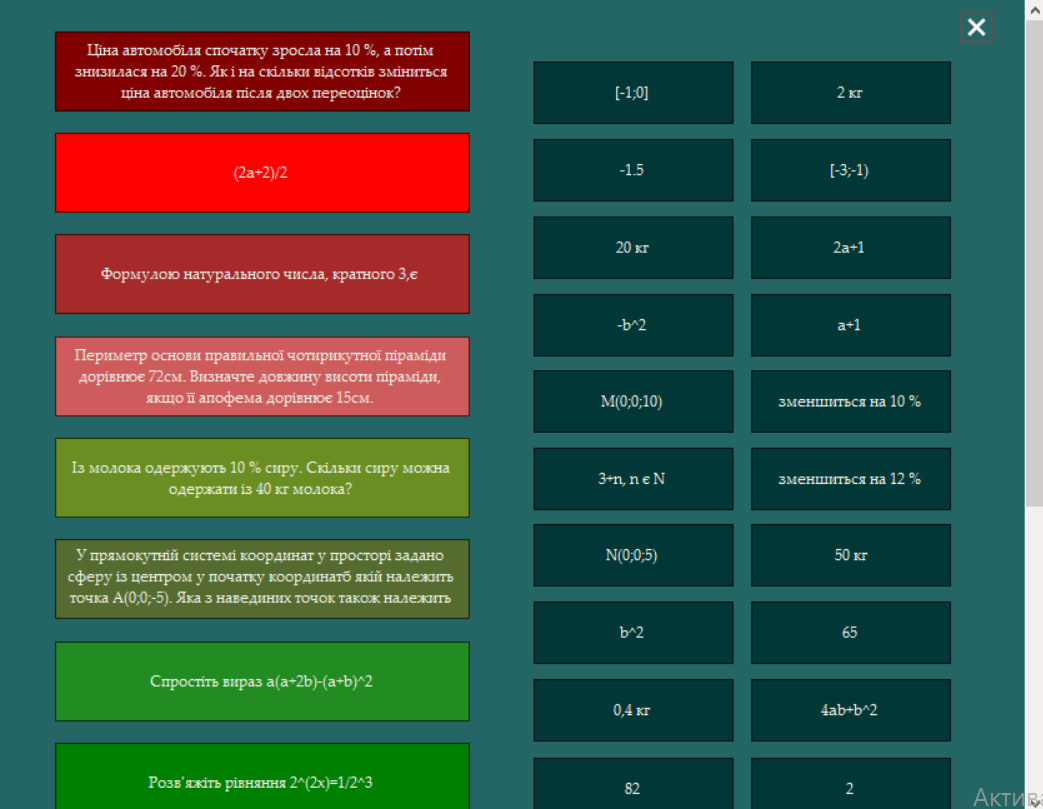 Ціна автомобіля спочатку зросла на 10 %, а потім
знизилася на 20 %. Як і на скільки відсотків зміниться
ціна автомобіля після двох переоцінок?
(2a+2)/2
Формулою натурального числа, кратного 3,є
Периметр основи правильної чотирикутної піраміди
дорівнює 72см. Визначте довжину висоти піраміди,
якщо її апофема дорівнює 15см.
Із молока одержують 10 % сиру. Скільки сиру можна
одержати із 40 кг молока?
У прямокутній системі координат у просторі задано
сферу із центром у початку координатб якій належить
точка A(0;0;-5). Яка з навединих точок також належить
Спростіть вираз a(a+2b)-(a+b)^2
Розв'яжіть рівняння 2^(2x)=1/2^3
[-1;0]
2 кг
-1.5
[-3;-1)
20 кг
2a+1
-b^2
a+1
M(0;0;10)
зменшиться на 10 %
3+n, n є N
зменшиться на 12 %
N(0;0;5)
50 кг
b^2
65
0,4 кг
4ab+b^2
82
2